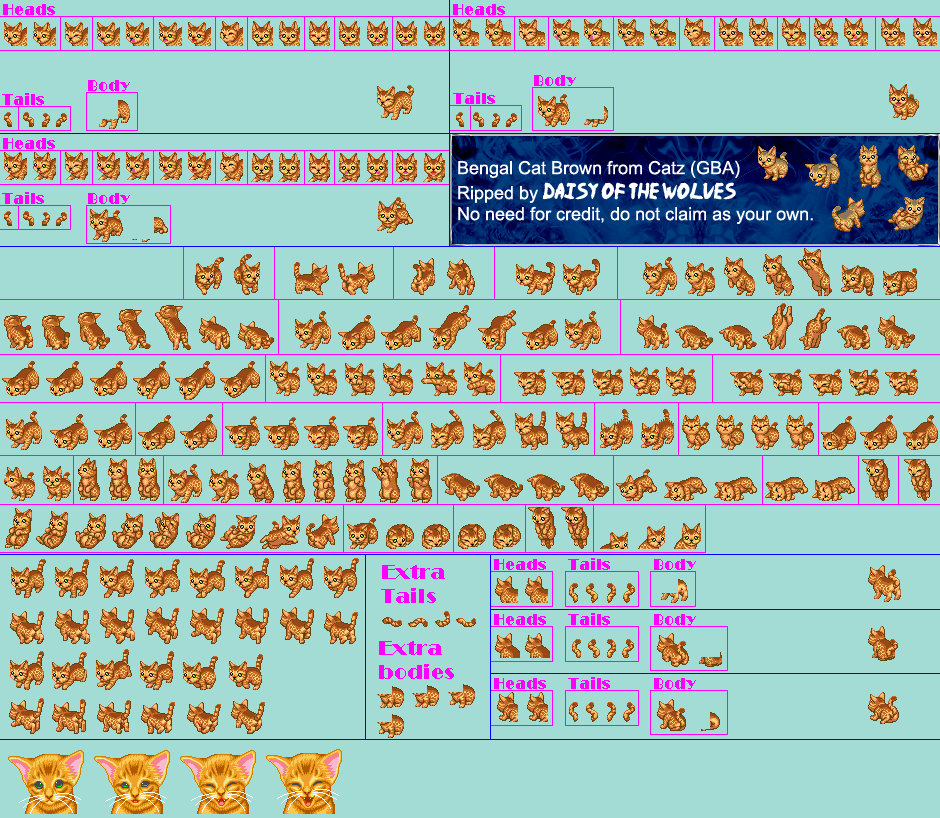 Heads
Heads
Tails
Body
Tails
Body
Heads
Bengal Cat Brown from Catz (GBA)
Ripped by DAISY OF THE WOLVES
No need for credit, do not claim as your own.
Tails
Body
Extra
Tails
Extra
bodies
Heads
Tails
Body
Heads
Tails
Body
Heads
Tails
Body